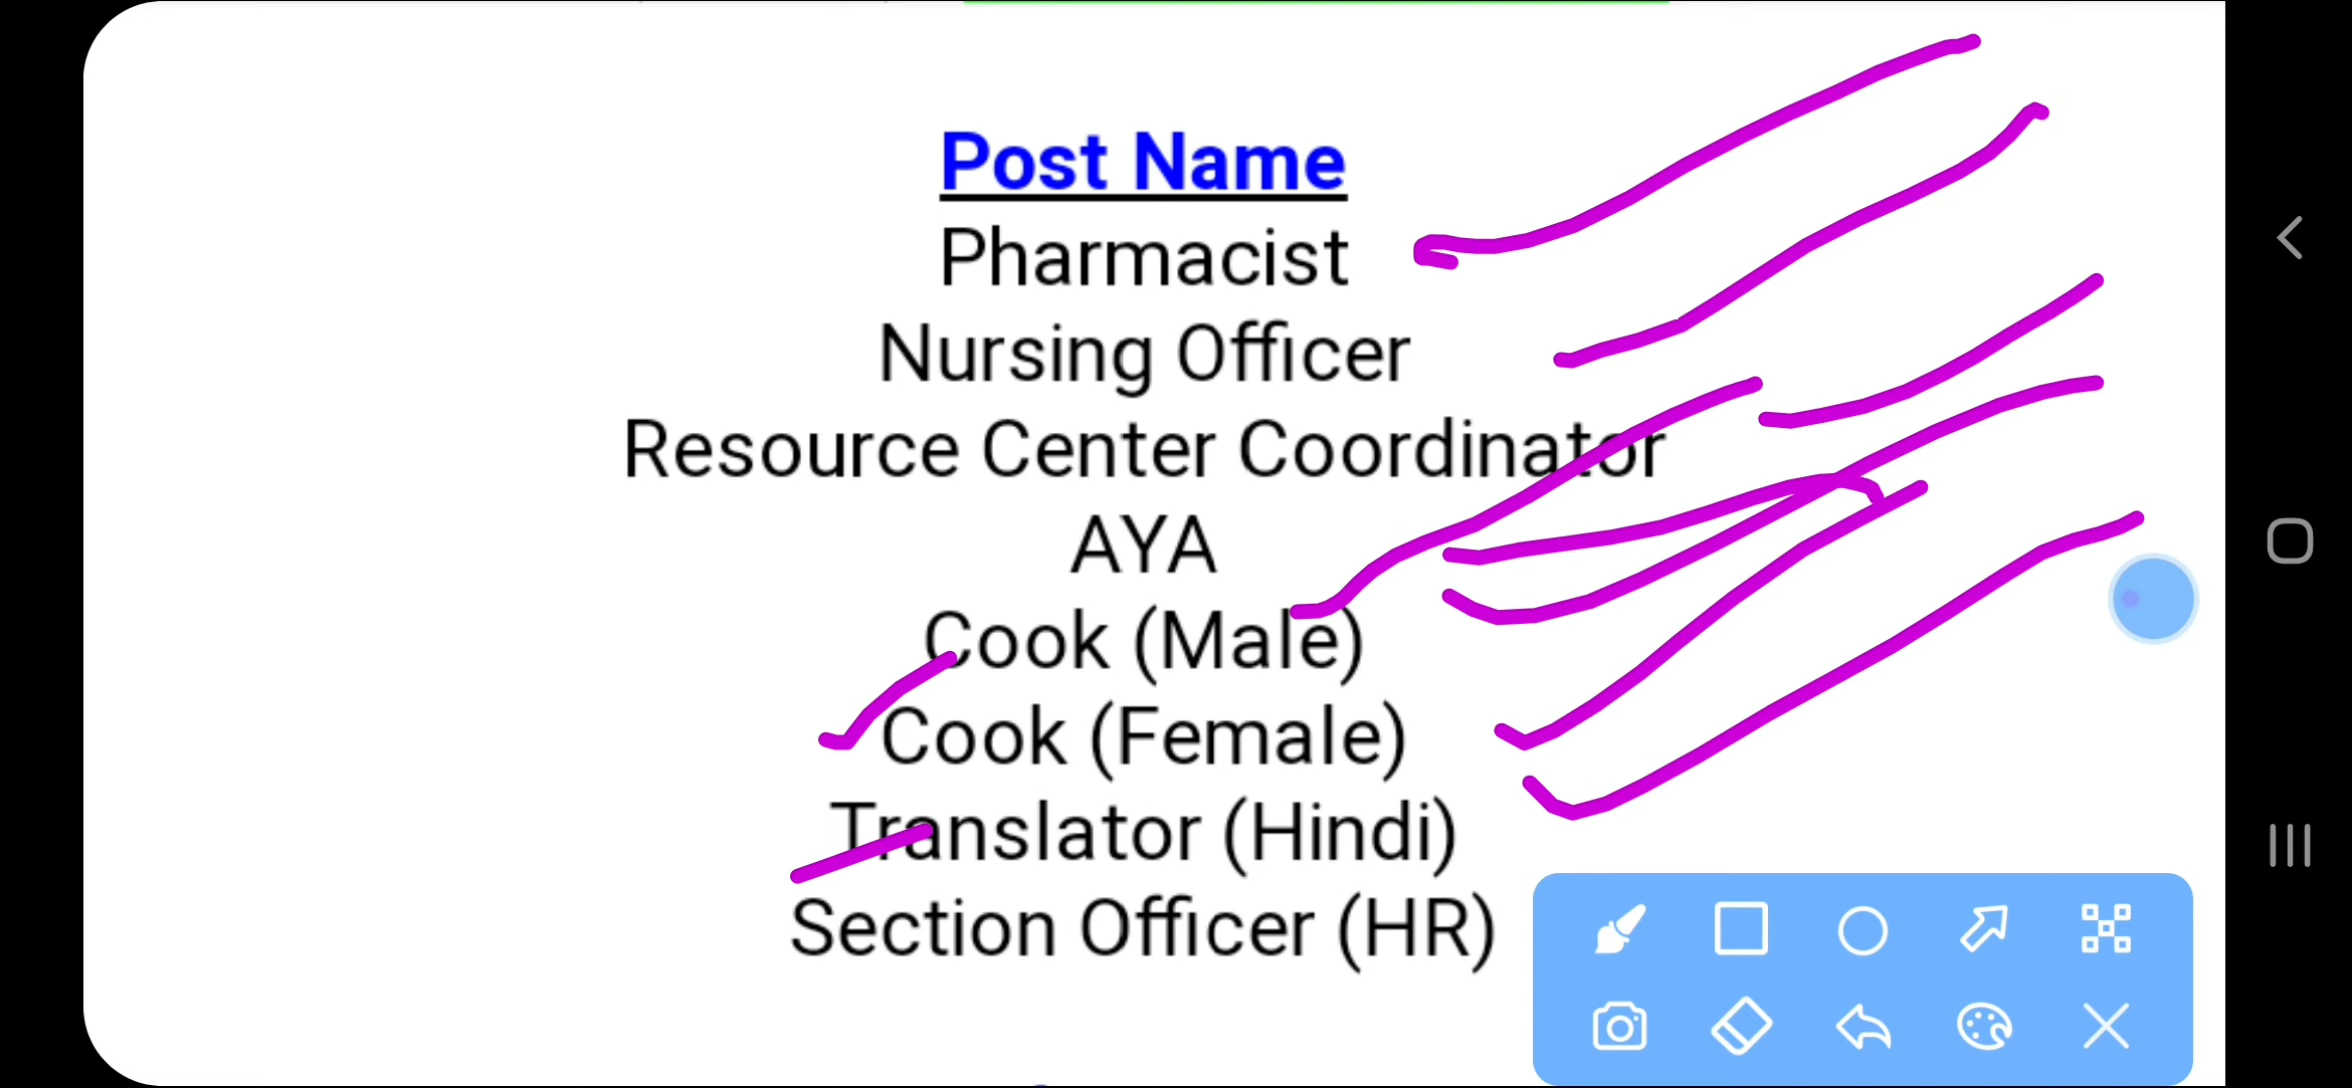 Post Name
Pharmacist
Nursing Officer
Resource Center Coordinator
AYA
Cook (Male)
Cook (Female)
Translator (Hindi)
Section Officer (HR)